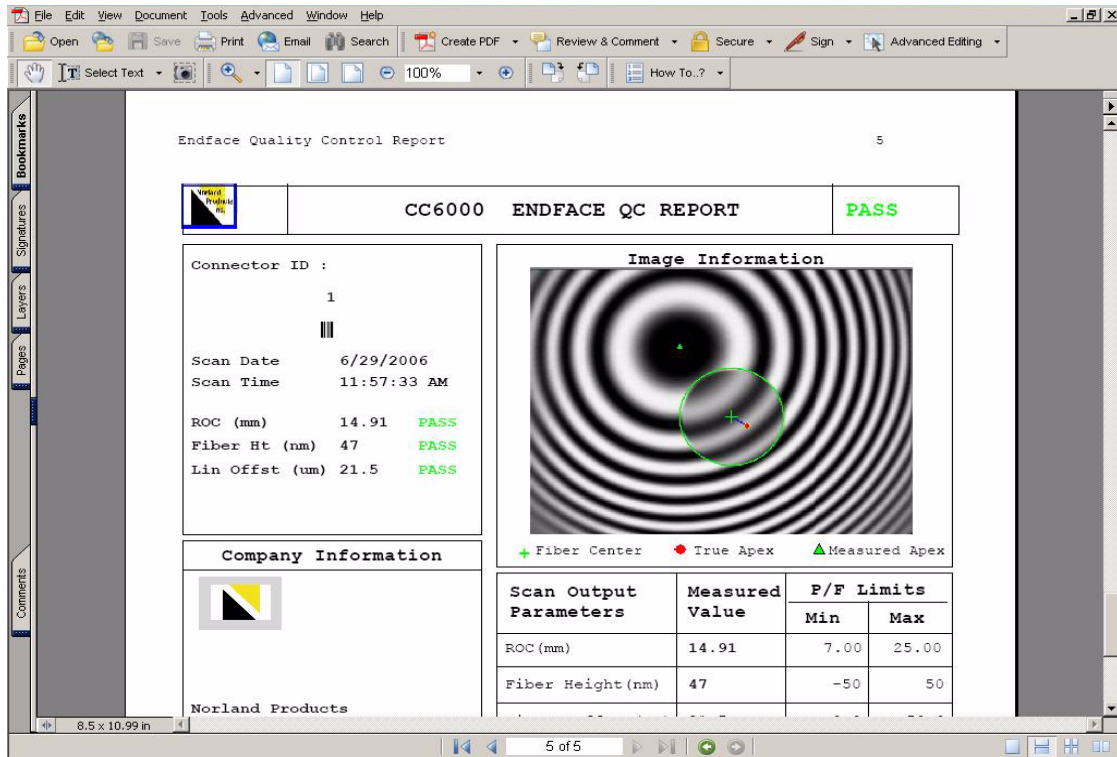 File Edit View Document Tools Advanced Window Help
Open Save Print Email Search Create PDF Review & Comment Secure Sign Advanced Editing
Select Text 100% How To..?
Bookmarks
Signatures
Layers
Pages
Comments
Endface Quality Control Report 5
Norland
Products
CC6000 ENDFACE QC REPORT PASS
Connector ID :
1
Scan Date 6/29/2006
Scan Time 11:57:33 AM
ROC (mm) 14.91 PASS
Fiber Ht (nm) 47 PASS
Lin Offst (um) 21.5 PASS
Company Information
Norland Products
Image Information
Fiber Center True Apex Measured Apex
Scan Output Measured P/F Limits
Parameters Value Min Max
ROC(mm) 14.91 7.00 25.00
Fiber Height(nm) 47 -50 50
8.5 x 10.99 in
5 of 5